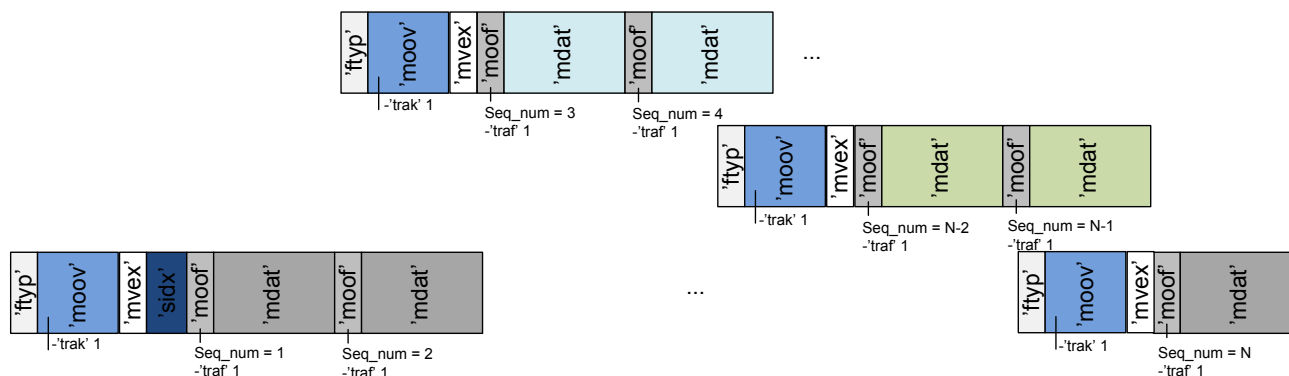 ’ftyp’
’moov’
’mvex’
’moof’
’mdat’
’moof’
’mdat’
...
-’trak’ 1
Seq_num = 3
-’traf’ 1
Seq_num = 4
-’traf’ 1
’ftyp’
’moov’
’mvex’
’moof’
’mdat’
’moof’
’mdat’
-’trak’ 1
Seq_num = N-2
-’traf’ 1
Seq_num = N-1
-’traf’ 1
’ftyp’
’moov’
’mvex’
’sidx’
’moof’
’mdat’
’moof’
’mdat’
-’trak’ 1
Seq_num = 1
-’traf’ 1
Seq_num = 2
-’traf’ 1
...
’ftyp’
’moov’
’mvex’
’moof’
’mdat’
-’trak’ 1
Seq_num = N
-’traf’ 1